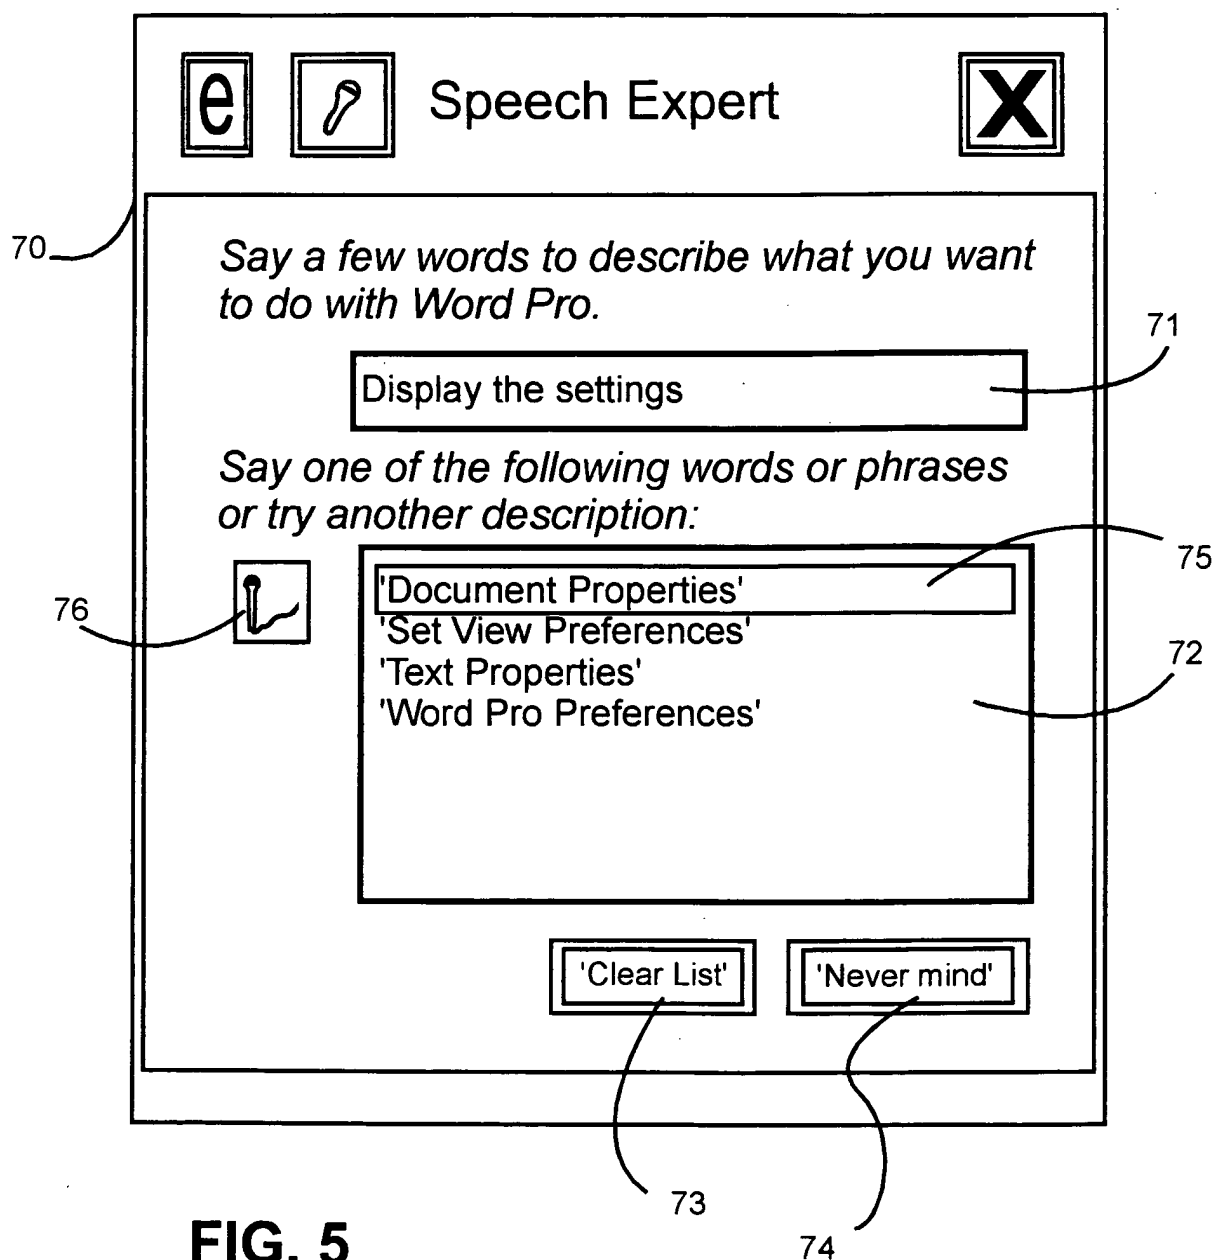 e Speech Expert X
70
Say a few words to describe what you want
to do with Word Pro.
71
Display the settings
Say one of the following words or phrases
or try another description:
75
'Document Properties'
76
'Set View Preferences'
72
'Text Properties'
'Word Pro Preferences'
'Clear List' 'Never mind'
73
74
FIG. 5